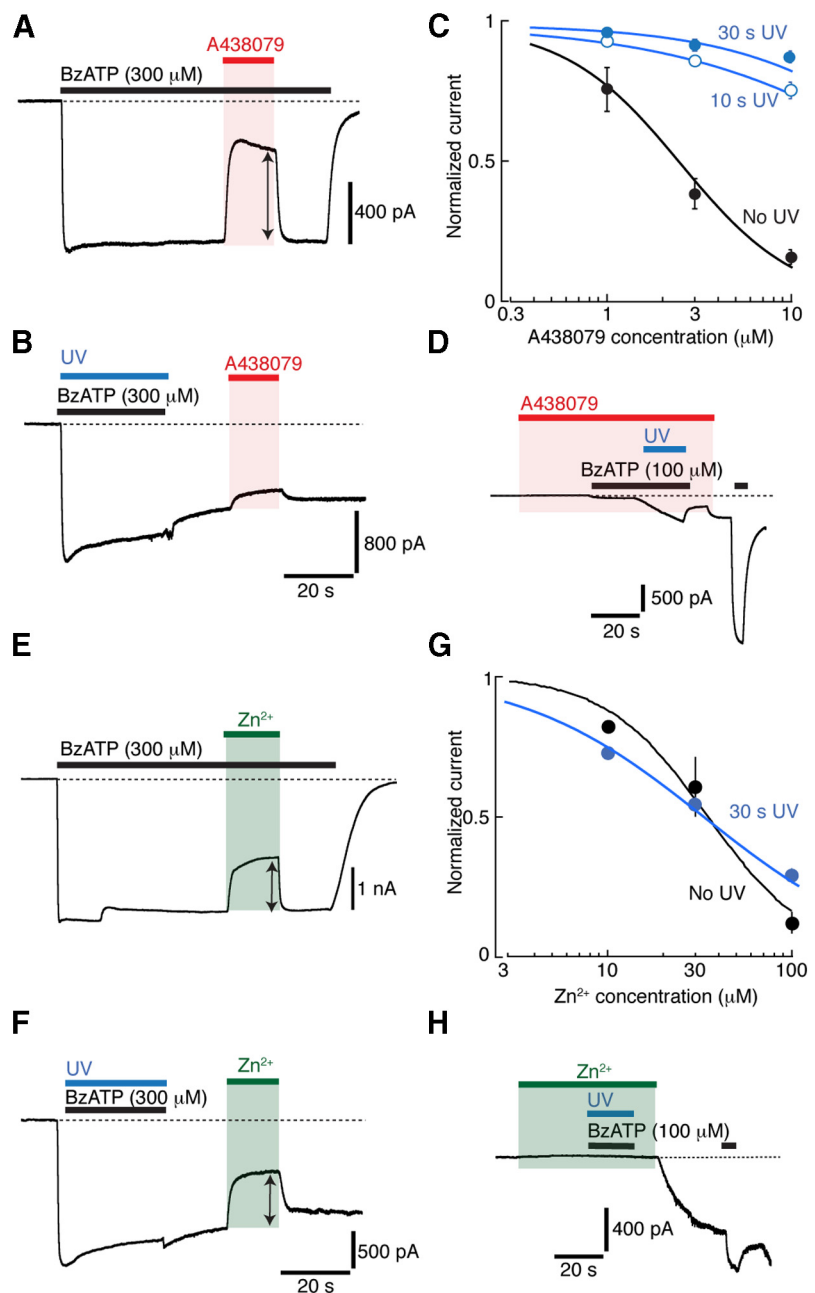 A
A438079
BzATP (300 µM)
400 pA
C
1
0.5
0
Normalized current
30 s UV
10 s UV
No UV
0.3
1
3
10
A438079 concentration (µM)
B
UV
A438079
BzATP (300 µM)
800 pA
20 s
D
A438079
UV
BzATP (100 µM)
500 pA
20 s
E
Zn²⁺
BzATP (300 µM)
1 nA
G
1
0.5
0
Normalized current
30 s UV
No UV
3
10
30
100
Zn²⁺ concentration (µM)
F
UV
Zn²⁺
BzATP (300 µM)
500 pA
20 s
H
Zn²⁺
UV
BzATP (100 µM)
400 pA
20 s